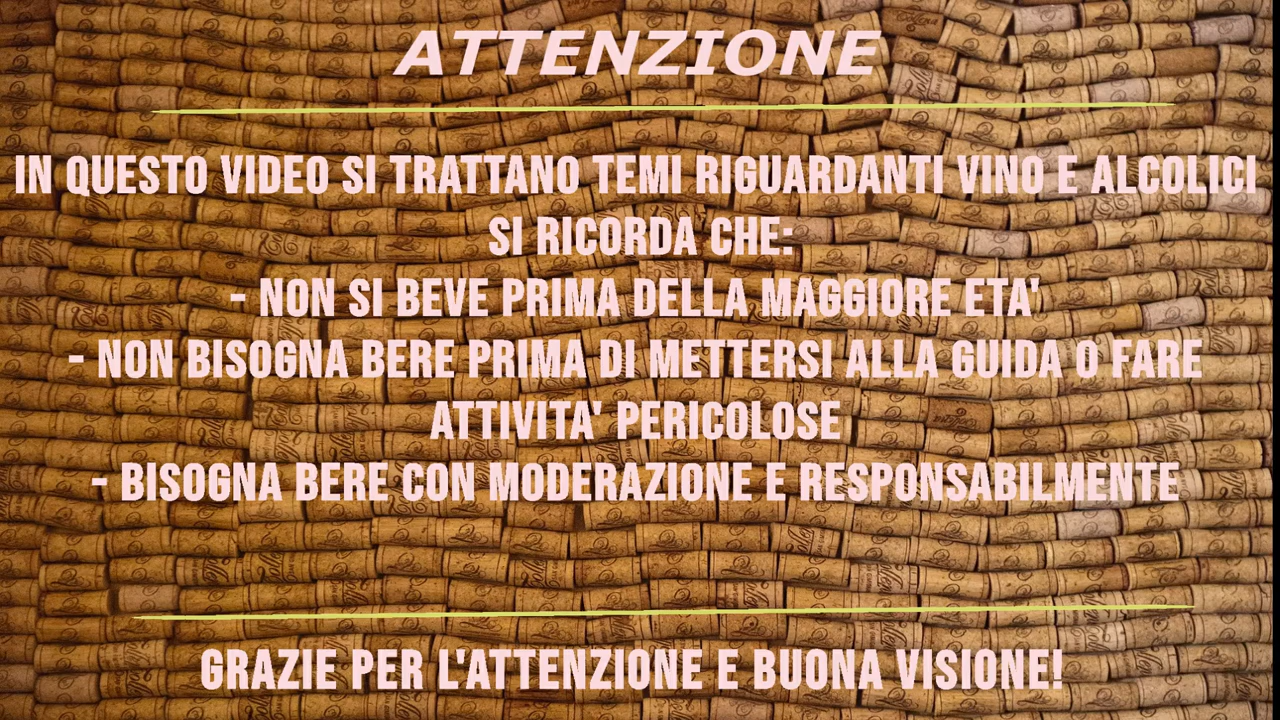 ATTENZIONE
IN QUESTO VIDEO SI TRATTANO TEMI RIGUARDANTI VINO E ALCOLICI
SI RICORDA CHE:
- NON SI BEVE PRIMA DELLA MAGGIORE ETA'
- NON BISOGNA BERE PRIMA DI METTERSI ALLA GUIDA O FARE
ATTIVITA' PERICOLOSE
- BISOGNA BERE CON MODERAZIONE E RESPONSABILMENTE
GRAZIE PER L'ATTENZIONE E BUONA VISIONE!